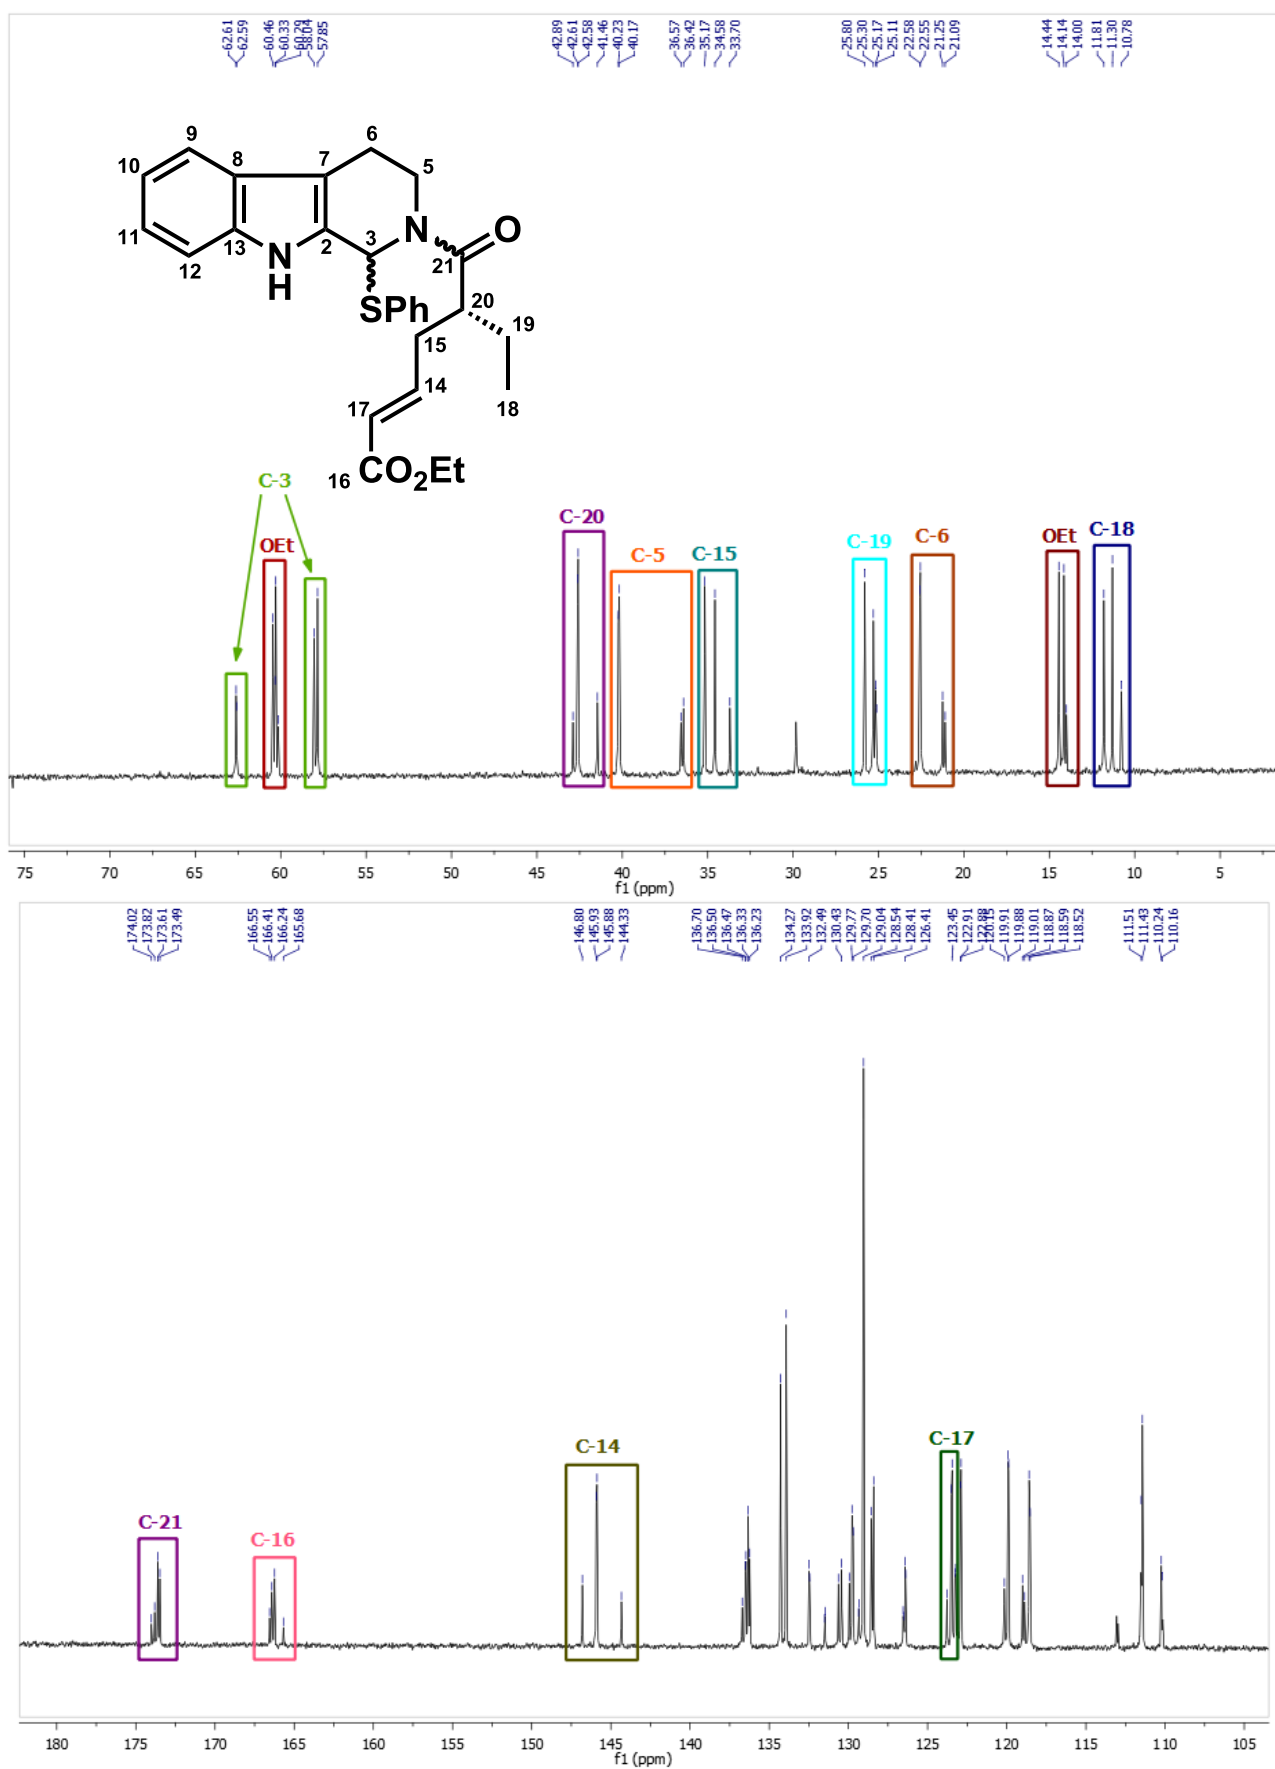 62.61 62.59 60.46 60.33 60.29 58.04 57.85 42.89 42.61 42.58 41.46 40.23 40.17 36.57 36.42 35.17 34.58 33.70 25.80 25.30 25.17 25.11 22.58 22.55 21.25 21.09 14.44 14.14 14.00 11.81 11.30 10.78
9 6
10 8 7 5
N O
11 13 2 3
12 N 21
H
SPh 20
19
15
14
17 18
16 CO2Et
C-3
C-20 C-18
OEt C-5 C-15 C-19 C-6 OEt
75 70 65 60 55 50 45 40 35 30 25 20 15 10 5
f1 (ppm)
174.02 173.82 173.61 173.49 166.55 166.41 166.24 165.68 146.80 145.93 145.88 144.33 136.70 136.50 136.47 136.33 136.23 134.27 133.92 132.49 130.43 129.77 129.70 129.04 128.54 128.41 126.41 123.45 122.91 122.88 120.15 119.91 119.88 119.01 118.87 118.59 118.52 111.51 111.43 110.24 110.16
C-14 C-17
C-21 C-16
180 175 170 165 160 155 150 145 140 135 130 125 120 115 110 105
f1 (ppm)